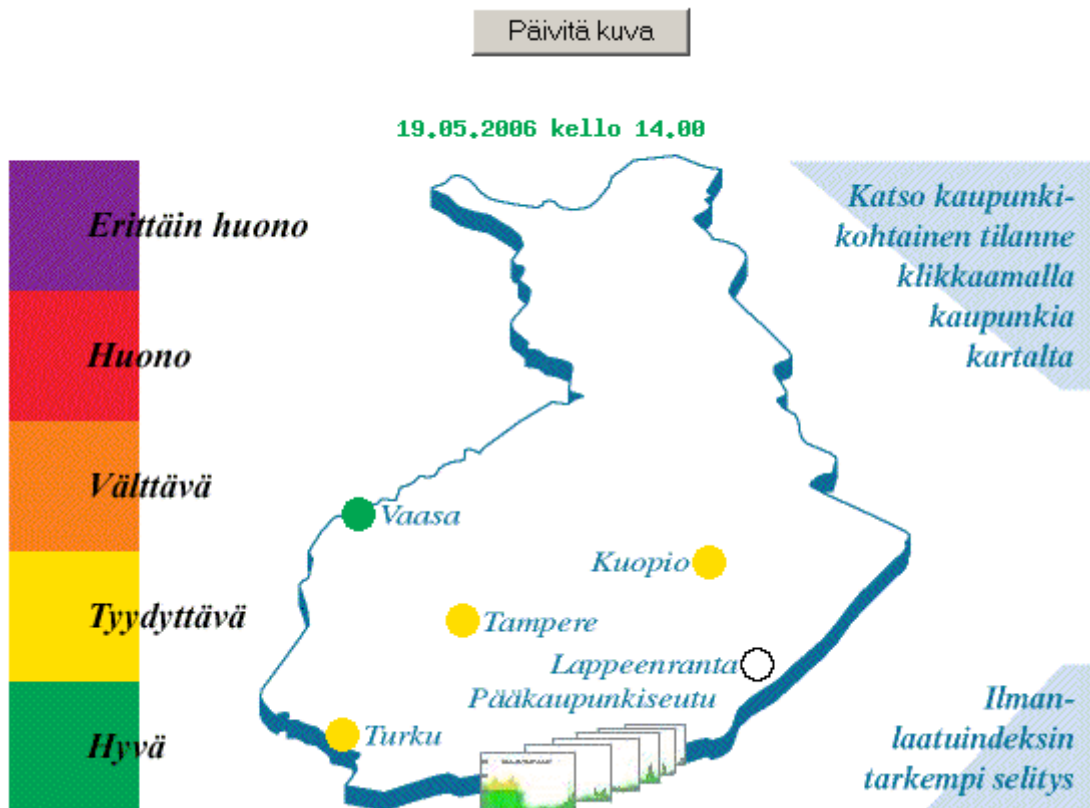 Päivitä kuva
19.05.2006 kello 14.00
Erittäin huono
Huono
Välttävä
Tyydyttävä
Hyvä
Katso kaupunki-
kohtainen tilanne
klikkaamalla
kaupunkia
kartalta
Vaasa
Kuopio
Tampere
Lappeenranta
Pääkaupunkiseutu
Turku
Ilman-
laatuindeksin
tarkempi selitys